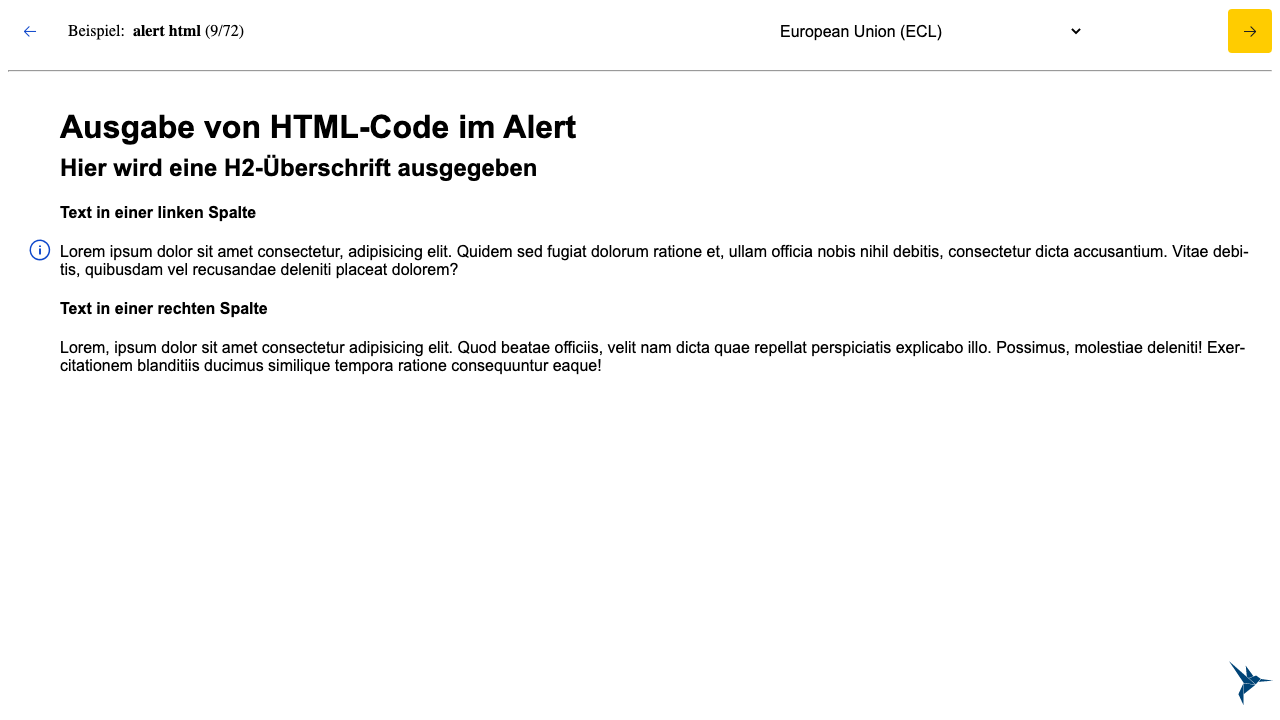 Beispiel: alert html (9/72)
European Union (ECL)
Ausgabe von HTML-Code im Alert
Hier wird eine H2-Überschrift ausgegeben
Text in einer linken Spalte
Lorem ipsum dolor sit amet consectetur, adipisicing elit. Quidem sed fugiat dolorum ratione et, ullam officia nobis nihil debitis, consectetur dicta accusantium. Vitae debi-
tis, quibusdam vel recusandae deleniti placeat dolorem?
Text in einer rechten Spalte
Lorem, ipsum dolor sit amet consectetur adipisicing elit. Quod beatae officiis, velit nam dicta quae repellat perspiciatis explicabo illo. Possimus, molestiae deleniti! Exer-
citationem blanditiis ducimus similique tempora ratione consequuntur eaque!